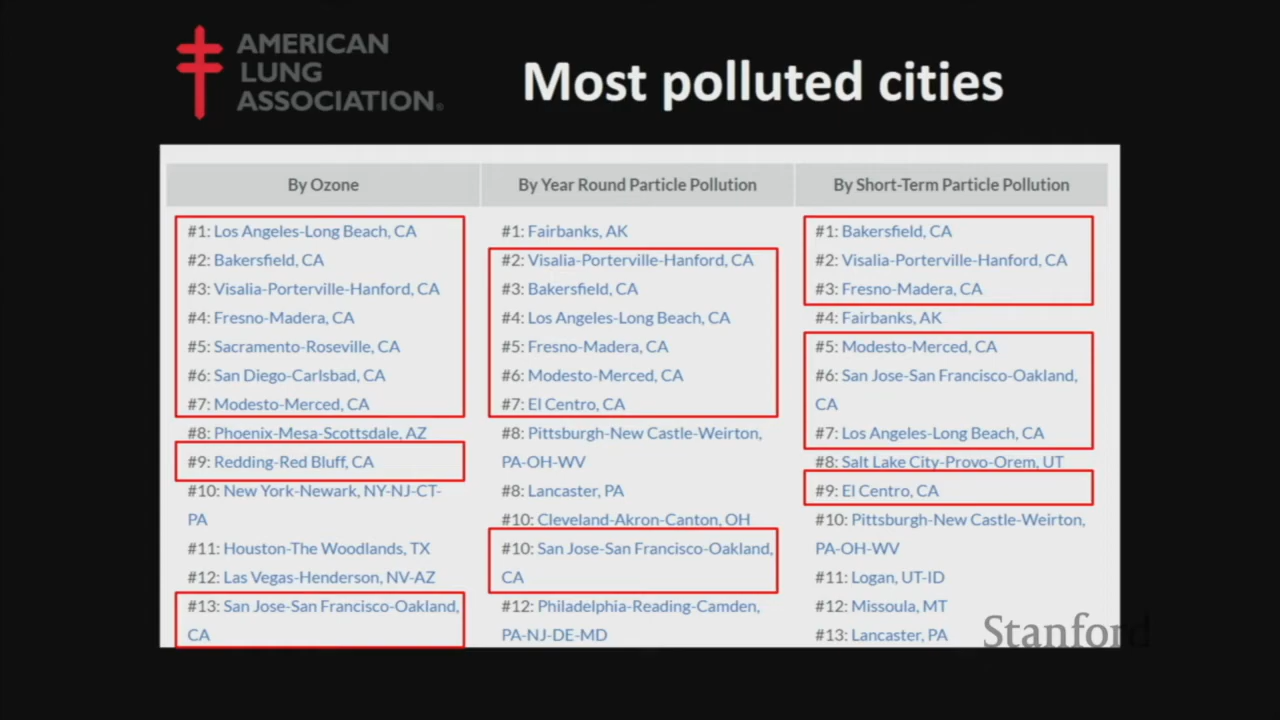 AMERICAN
LUNG
ASSOCIATION®
Most polluted cities
By Ozone
#1: Los Angeles-Long Beach, CA
#2: Bakersfield, CA
#3: Visalia-Porterville-Hanford, CA
#4: Fresno-Madera, CA
#5: Sacramento-Roseville, CA
#6: San Diego-Carlsbad, CA
#7: Modesto-Merced, CA
#8: Phoenix-Mesa-Scottsdale, AZ
#9: Redding-Red Bluff, CA
#10: New York-Newark, NY-NJ-CT-
PA
#11: Houston-The Woodlands, TX
#12: Las Vegas-Henderson, NV-AZ
#13: San Jose-San Francisco-Oakland,
CA
By Year Round Particle Pollution
#1: Fairbanks, AK
#2: Visalia-Porterville-Hanford, CA
#3: Bakersfield, CA
#4: Los Angeles-Long Beach, CA
#5: Fresno-Madera, CA
#6: Modesto-Merced, CA
#7: El Centro, CA
#8: Pittsburgh-New Castle-Weirton,
PA-OH-WV
#8: Lancaster, PA
#10: Cleveland-Akron-Canton, OH
#10: San Jose-San Francisco-Oakland,
CA
#12: Philadelphia-Reading-Camden,
PA-NJ-DE-MD
By Short-Term Particle Pollution
#1: Bakersfield, CA
#2: Visalia-Porterville-Hanford, CA
#3: Fresno-Madera, CA
#4: Fairbanks, AK
#5: Modesto-Merced, CA
#6: San Jose-San Francisco-Oakland,
CA
#7: Los Angeles-Long Beach, CA
#8: Salt Lake City-Provo-Orem, UT
#9: El Centro, CA
#10: Pittsburgh-New Castle-Weirton,
PA-OH-WV
#11: Logan, UT-ID
#12: Missoula, MT
#13: Lancaster, PA
Stanford